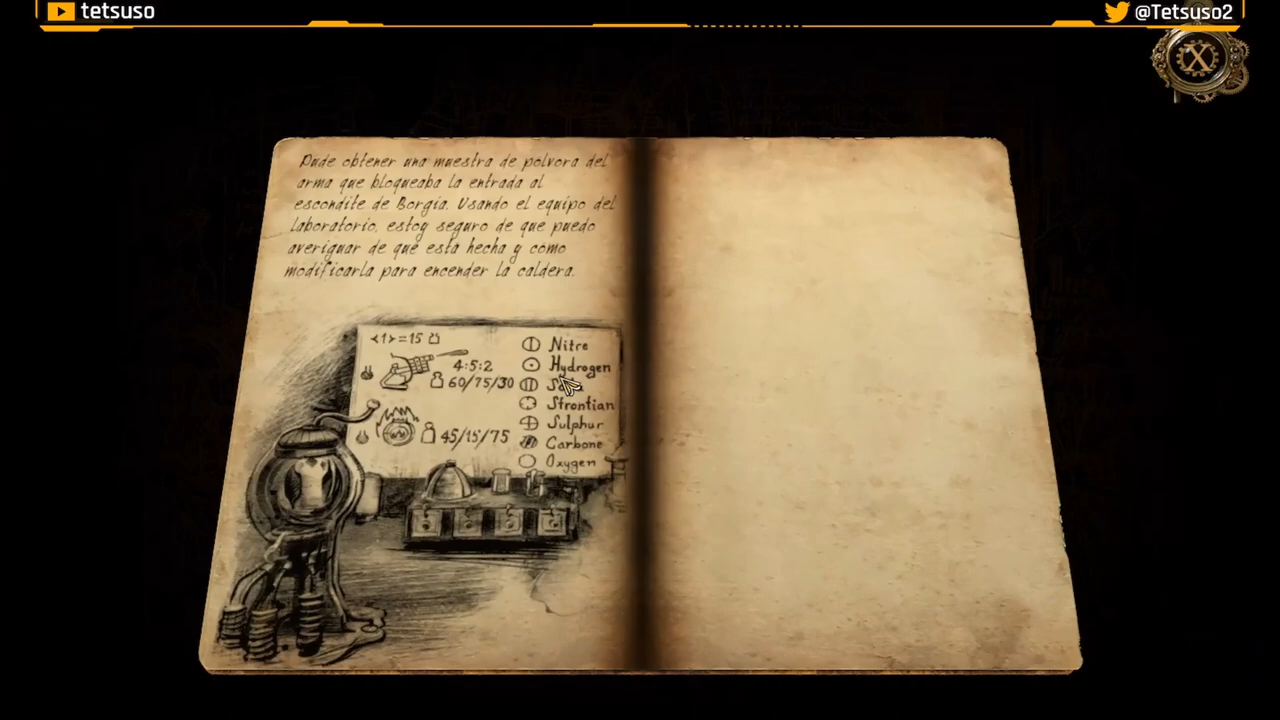 tetsuso
@Tetsuso2
X
Pude obtener una muestra de pólvora del
arma que bloqueaba la entrada al
escondite de Borgia. Usando el equipo del
laboratorio, estoy seguro de que puedo
averiguar de qué está hecha y cómo
modificarla para encender la caldera.
<1>=15
4:5:2
60/75/30
45/15/75
Nitre
Hydrogen
Strontian
Sulphur
Carbone
Oxygen